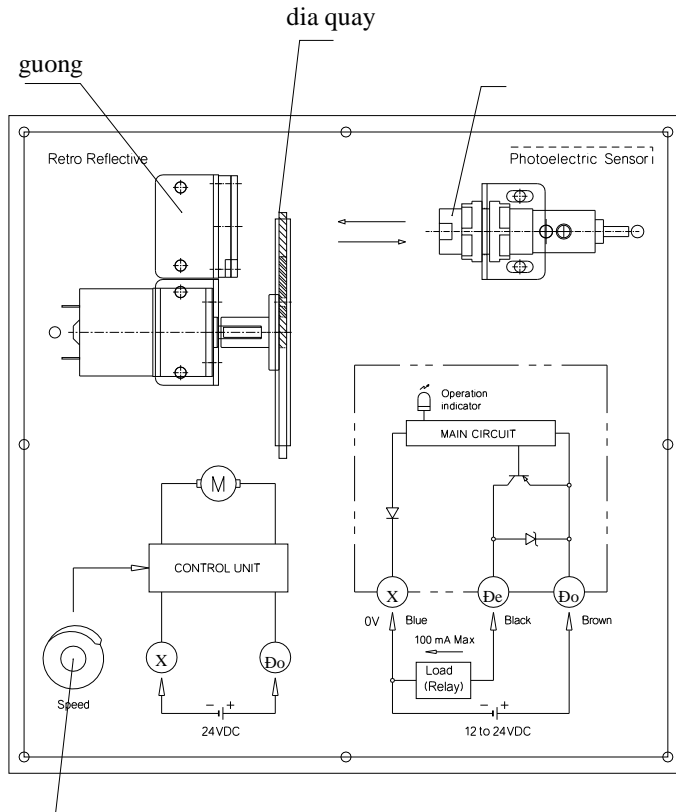 dia quay
guong
Retro Reflective
Photoelectric Sensor
Operation
indicator
MAIN CIRCUIT
M
CONTROL UNIT
X
Đe
Đo
0V
Blue
Black
Brown
100 mA Max
Load
(Relay)
X
Đo
Speed
- +
24VDC
- +
12 to 24VDC